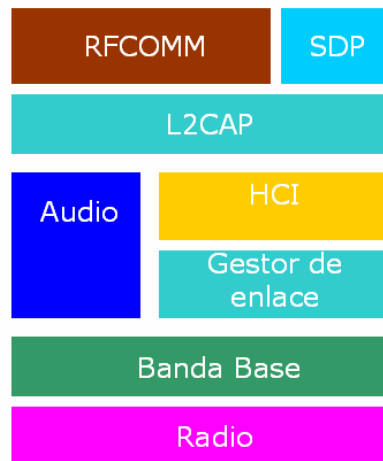 RFCOMM
SDP
L2CAP
Audio
HCI
Gestor de
enlace
Banda Base
Radio